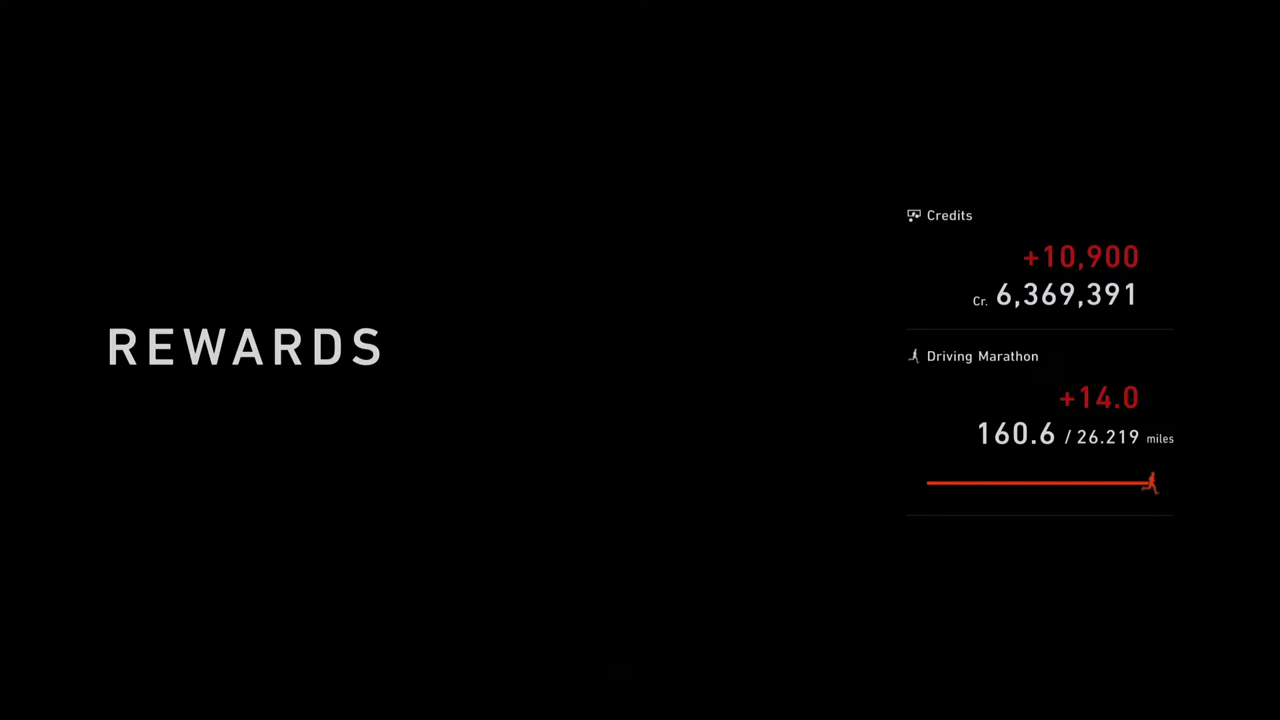 REWARDS
Credits
+10,900
Cr. 6,369,391
Driving Marathon
+14.0
160.6 / 26.219 miles